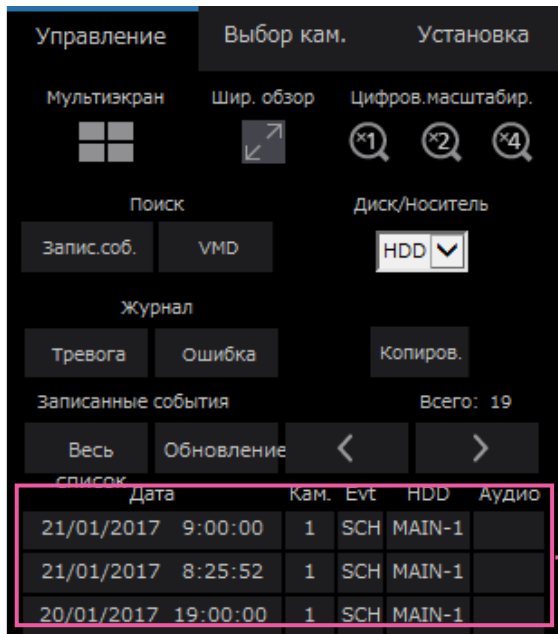 Управление Выбор кам. Установка
Мультиэкран Шир. обзор Цифров.масштабир.
×1 ×2 ×4
Поиск Диск/Носитель
Запис.соб. VMD HDD
Журнал
Тревога Ошибка Копиров.
Записанные события Всего: 19
Весь список Обновление
Дата Кам. Evt HDD Аудио
21/01/2017 9:00:00 1 SCH MAIN-1
21/01/2017 8:25:52 1 SCH MAIN-1
20/01/2017 19:00:00 1 SCH MAIN-1